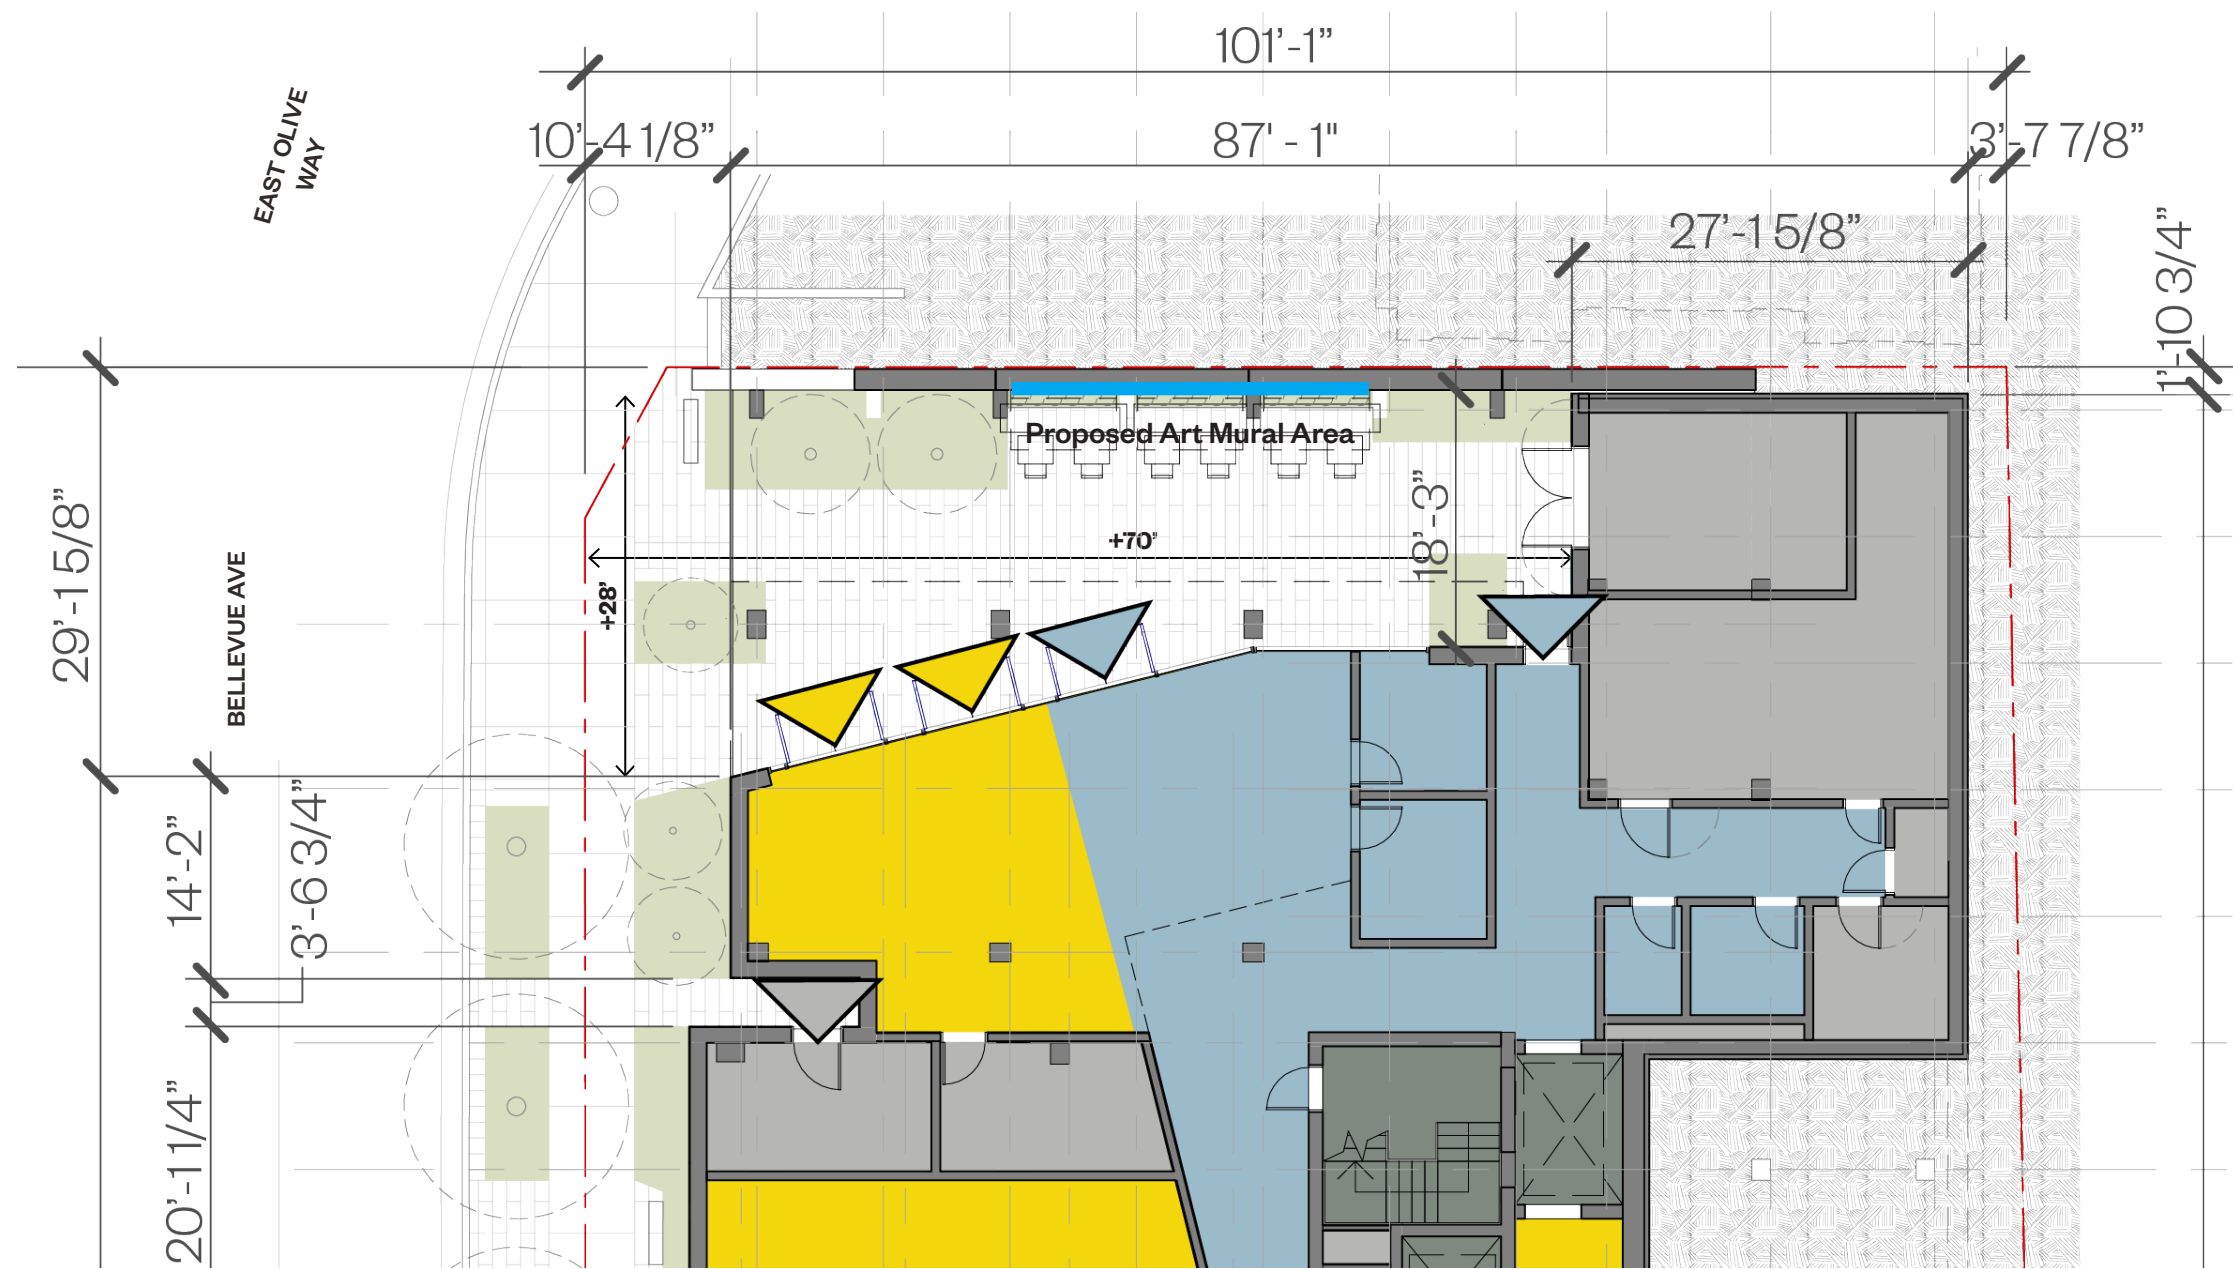 101’-1”
10’-4 1/8”
87' - 1"
3’-7 7/8”
EAST OLIVE
WAY
27’-1 5/8”
1’-10 3/4”
Proposed Art Mural Area
18’-3”
+70’
29’-1 5/8”
+28’
BELLEVUE AVE
14’-2”
3’-6 3/4”
20’-11/4”